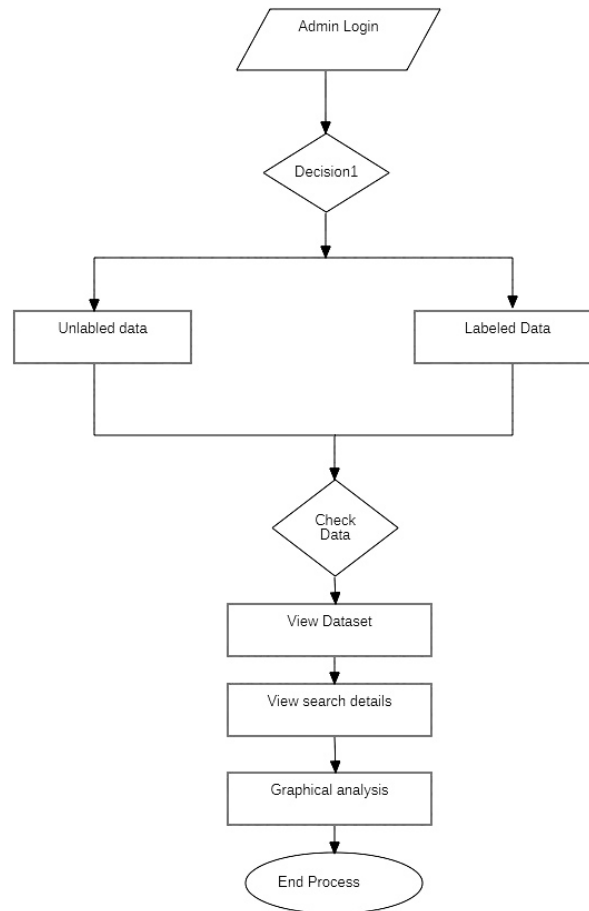 Admin Login
Decision1
Unlabled data
Labeled Data
Check
Data
View Dataset
View search details
Graphical analysis
End Process